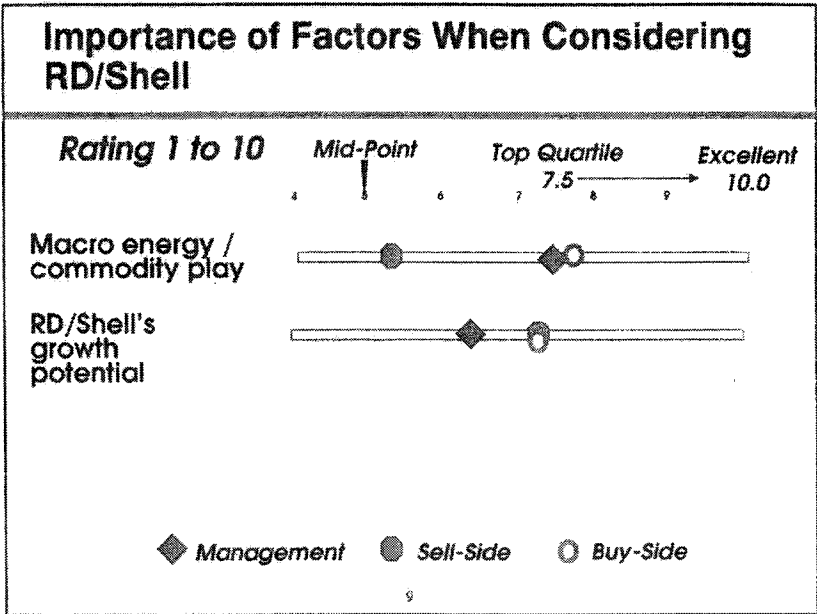 Importance of Factors When Considering
RD/Shell
Rating 1 to 10
Mid-Point
Top Quartile
Excellent
7.5
10.0
4 5 6 7 8 9
Macro energy /
commodity play
RD/Shell's
growth
potential
Management
Sell-Side
Buy-Side
9